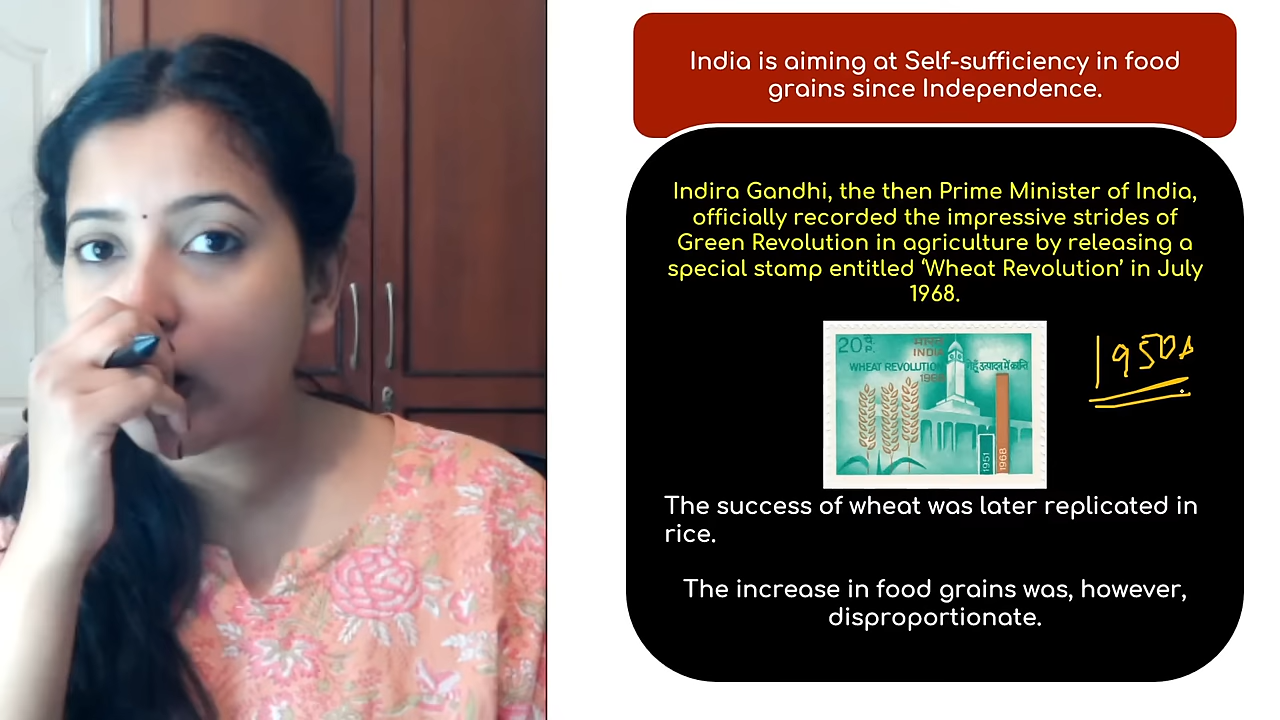 India is aiming at Self-sufficiency in food
grains since Independence.
Indira Gandhi, the then Prime Minister of India,
officially recorded the impressive strides of
Green Revolution in agriculture by releasing a
special stamp entitled ‘Wheat Revolution’ in July
1968.
20 पै.
P.
भारत
INDIA
WHEAT REVOLUTION
1968
गेहूँ उत्पादन में क्रान्ति
1951
1968
1950s
The success of wheat was later replicated in
rice.
The increase in food grains was, however,
disproportionate.